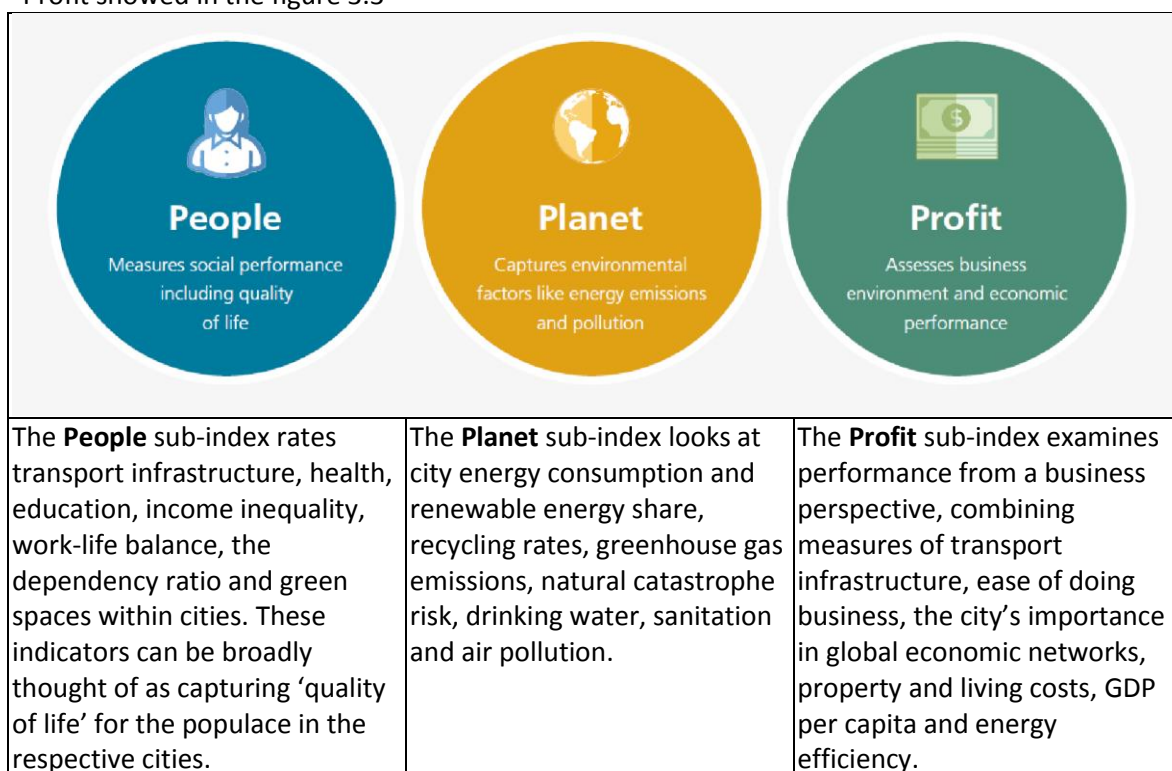 Profit showed in the figure 3.3
People
Measures social performance
including quality
of life
Planet
Captures environmental
factors like energy emissions
and pollution
$
Profit
Assesses business
environment and economic
performance
The People sub-index rates
transport infrastructure, health,
education, income inequality,
work-life balance, the
dependency ratio and green
spaces within cities. These
indicators can be broadly
thought of as capturing ‘quality
of life’ for the populace in the
respective cities.
The Planet sub-index looks at
city energy consumption and
renewable energy share,
recycling rates, greenhouse gas
emissions, natural catastrophe
risk, drinking water, sanitation
and air pollution.
The Profit sub-index examines
performance from a business
perspective, combining
measures of transport
infrastructure, ease of doing
business, the city’s importance
in global economic networks,
property and living costs, GDP
per capita and energy
efficiency.